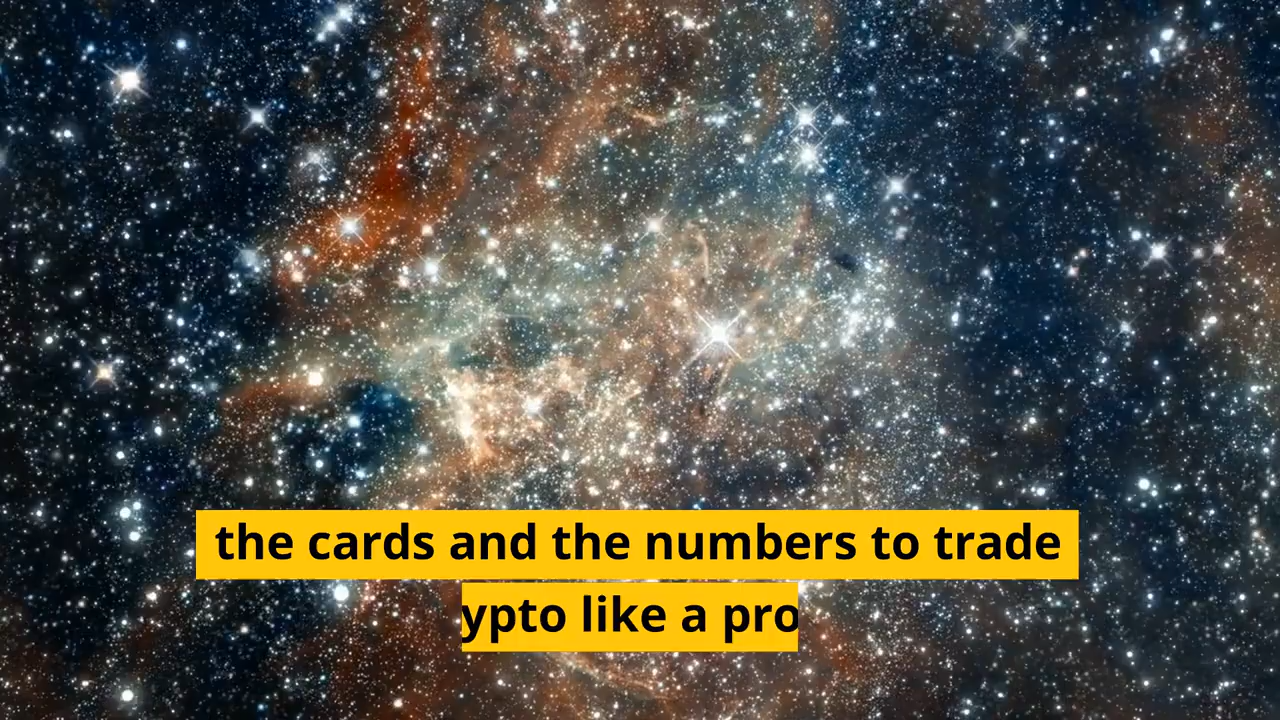 the cards and the numbers to trade
ypto like a pro